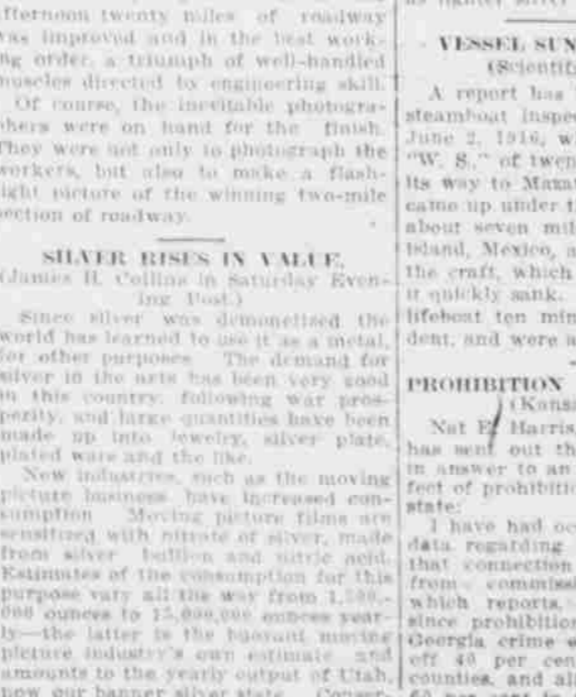 afternoon twenty miles of roadway
was improved and in the best work-
ng order, a triumph of well-handled
muscles directed by engineering skill.
Of course, the inevitable photogra-
phers were on hand for the finish.
They were not only to photograph the
workers, but also to make a flash-
light picture of the winning two-mile
section of roadway.
SILVER RISES IN VALUE.
(James H. Collins in Saturday Even-
ing Post.)
Since silver was demonetized the
world has learned to use it as a metal,
for other purposes. The demand for
silver in the arts has been very good
in this country, following war pros-
perity, and large quantities have been
made up into jewelry, silver plate,
plated ware and the like.
New industries, such as the moving
picture business have increased con-
sumption. Moving picture films are
sensitized with nitrate of silver, made
from silver bullion and nitric acid.
Estimates of the consumption for this
purpose vary all the way from
000 ounces to 15,000,000 ounces year-
ly—the latter is the buoyant moving
picture industry's own estimate and
amounts to the yearly output of Utah,
now our banner silver state.
VESSEL SUN
(Scientif
A report has
steamboat inspec
June 2, 1916, w
"W. S." of twen
its way to Mazat
came up under t
about seven mil
Island, Mexico, a
the craft, which
it quickly sank.
lifeboat ten min
dent, and were a
PROHIBITION
(Kansa
Nat E. Harris,
has sent out th
in answer to an
fect of prohibitio
state:
I have had oc
data regarding
that connection
from commissi
which reports,
since prohibition
Georgia crime
off 40 per cen
counties, and al